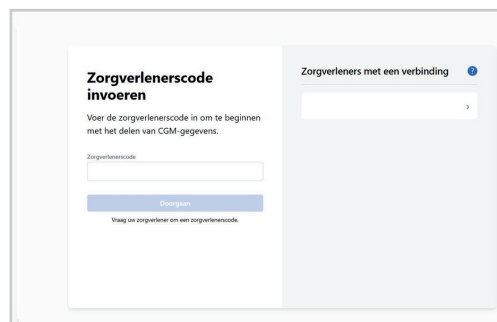 Zorgverlenerscode
invoeren
Voer de zorgverlenerscode in om te beginnen
met het delen van CGM-gegevens.
Zorgverlenerscode
Doorgaan
Vraag uw zorgverlener om een zorgverlenerscode.
Zorgverleners met een verbinding
?